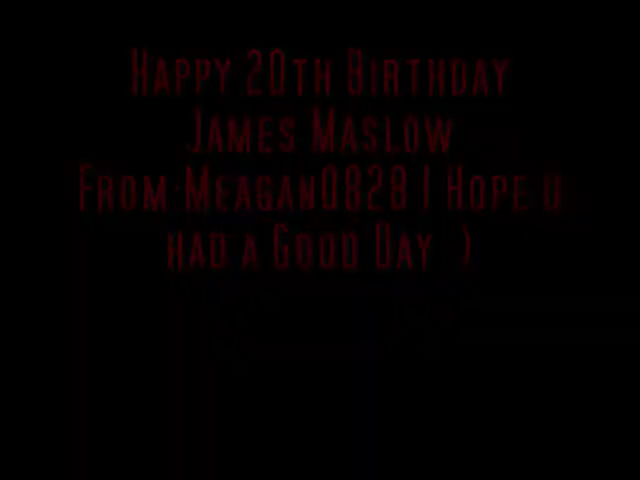 Happy 20th Birthday
James Maslow
From:Meagan0828 I Hope u
had a Good Day )